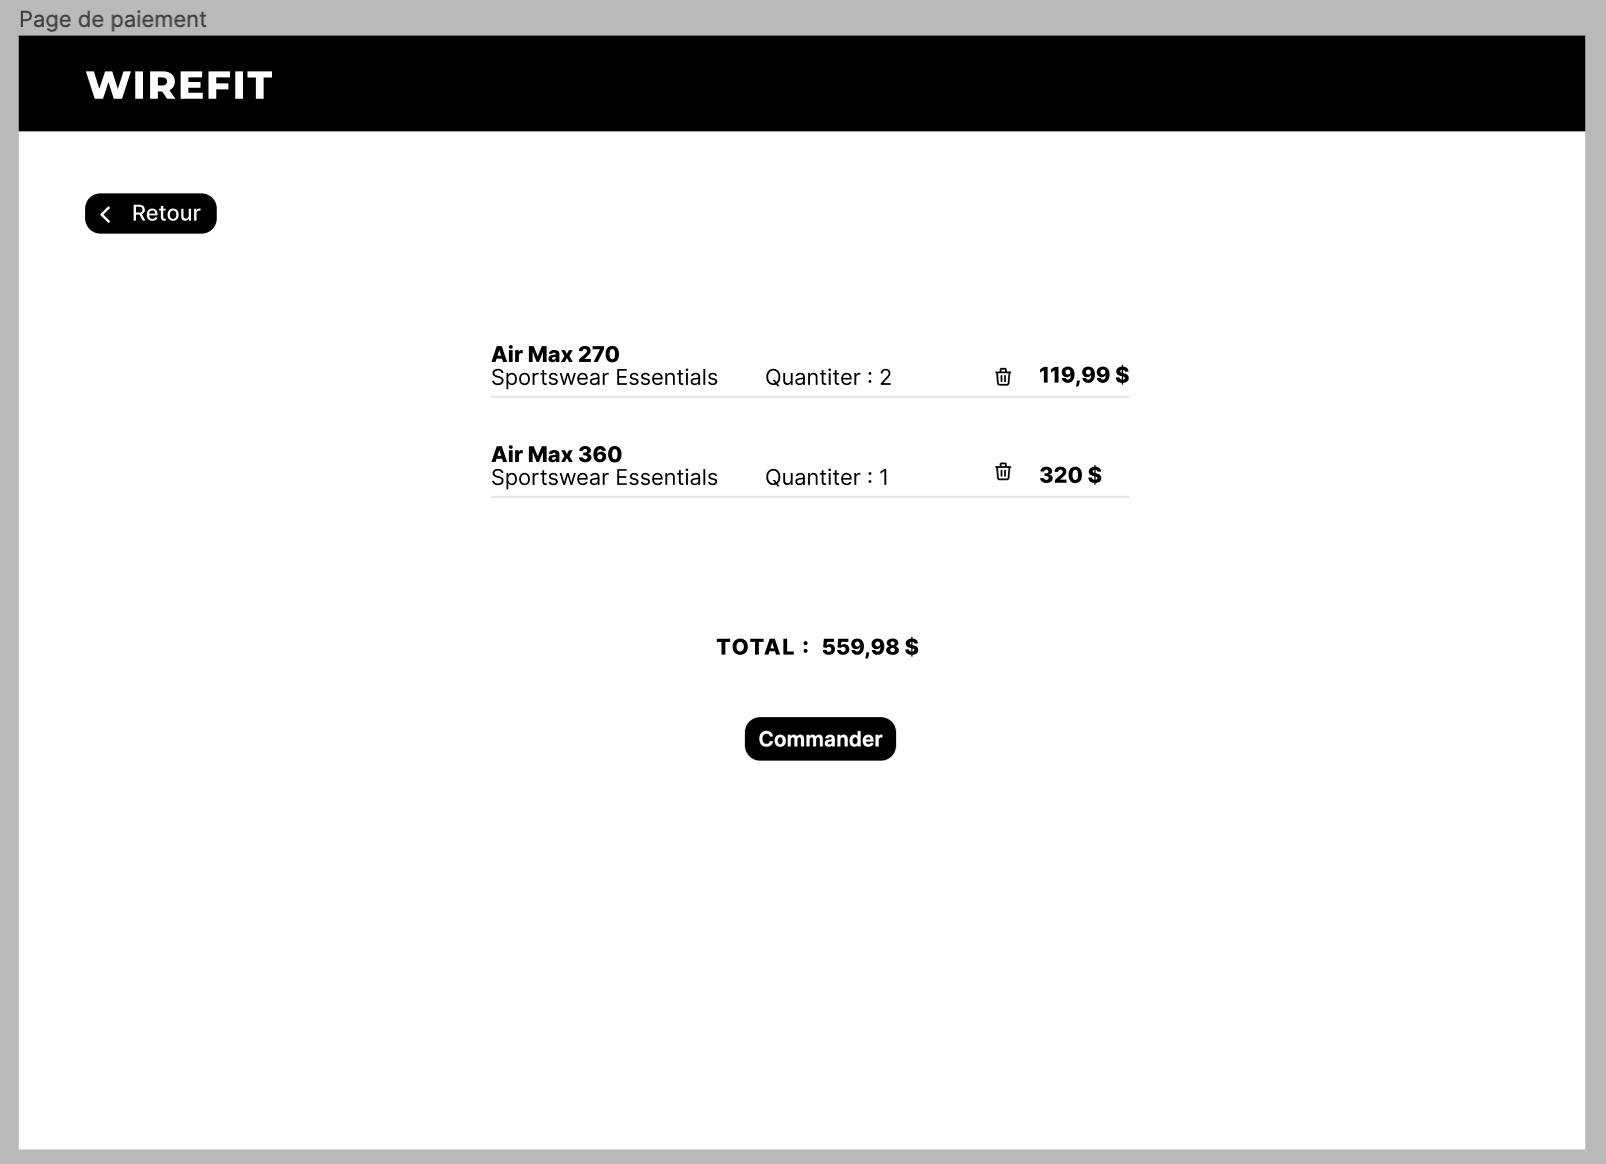 Page de paiement
WIREFIT
Retour
Air Max 270
Sportswear Essentials Quantiter : 2 119,99 $
Air Max 360
Sportswear Essentials Quantiter : 1 320 $
TOTAL : 559,98 $
Commander